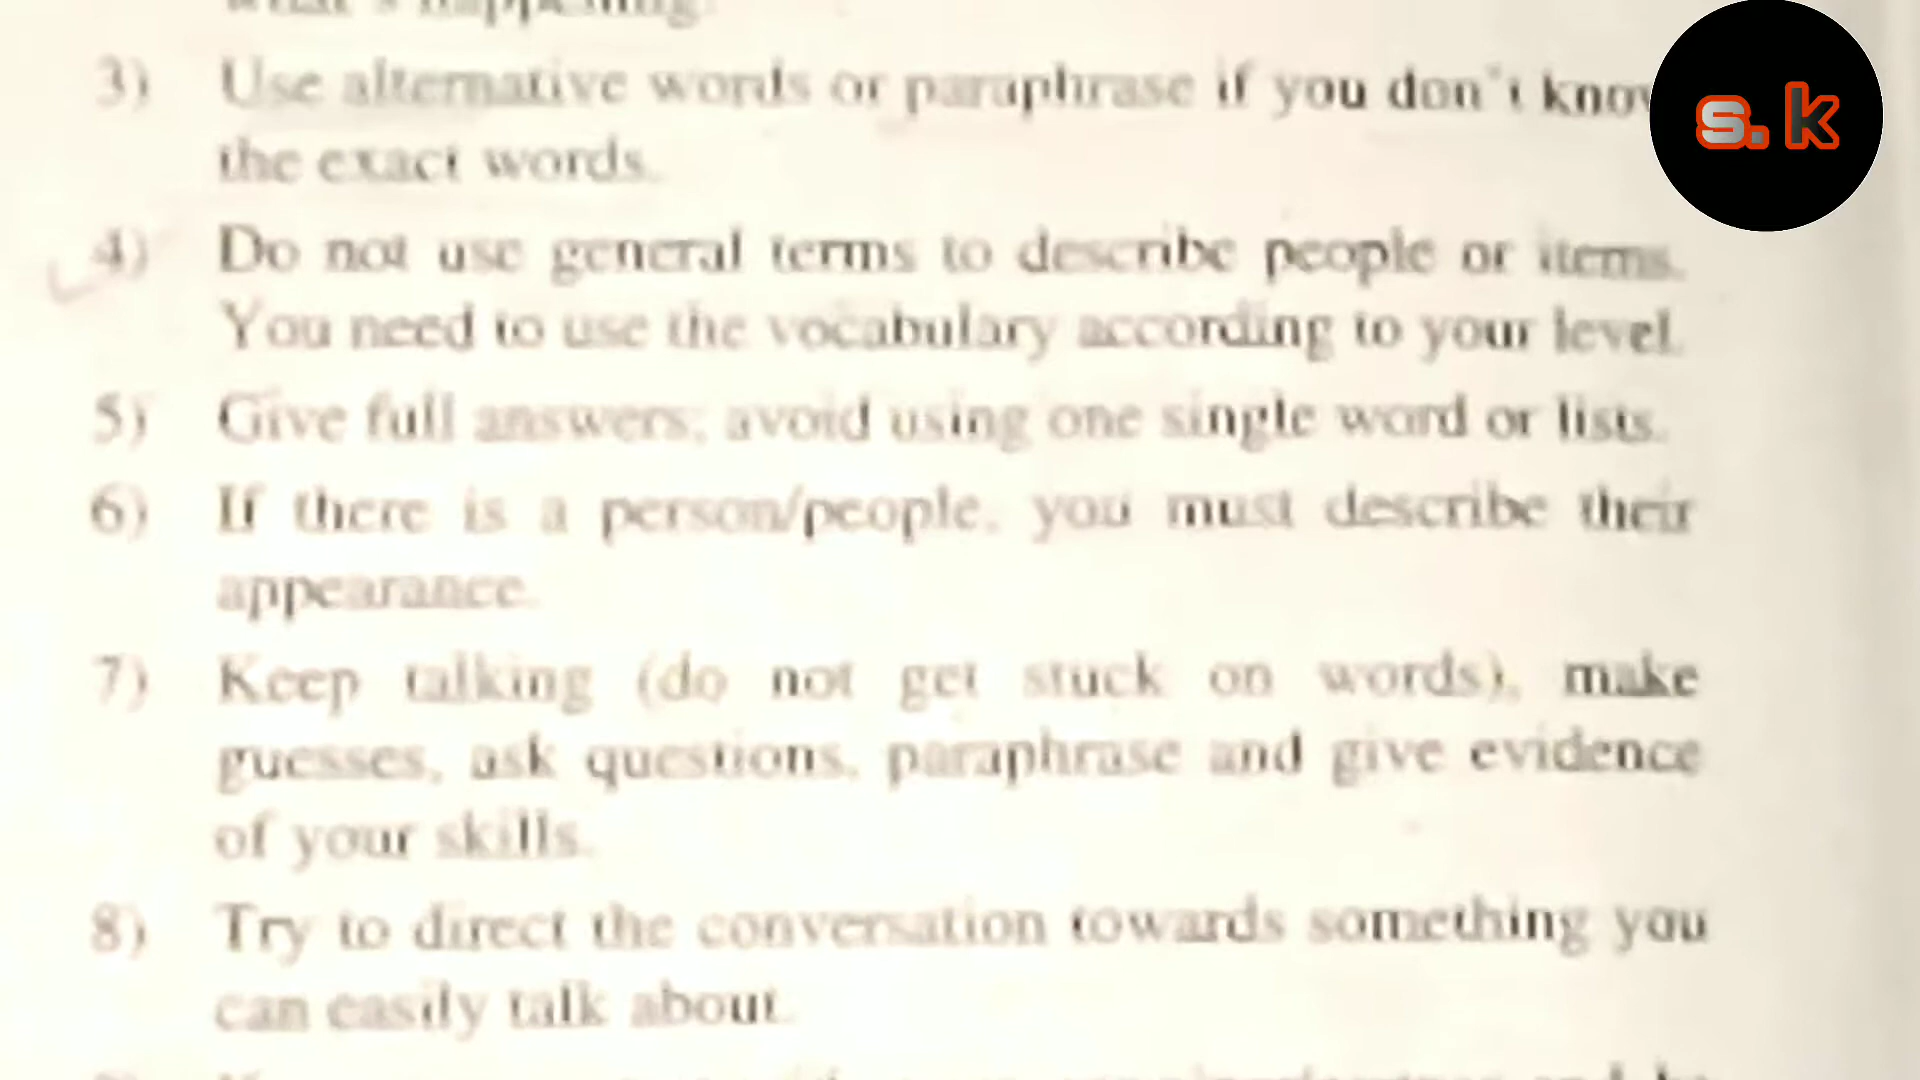 what's happening.
3) Use alternative words or paraphrase if you don't know
the exact words.
4) Do not use general terms to describe people or items.
You need to use the vocabulary according to your level.
5) Give full answers; avoid using one single word or lists.
6) If there is a person/people, you must describe their
appearance.
7) Keep talking (do not get stuck on words), make
guesses, ask questions, paraphrase and give evidence
of your skills.
8) Try to direct the conversation towards something you
can easily talk about.
s. k